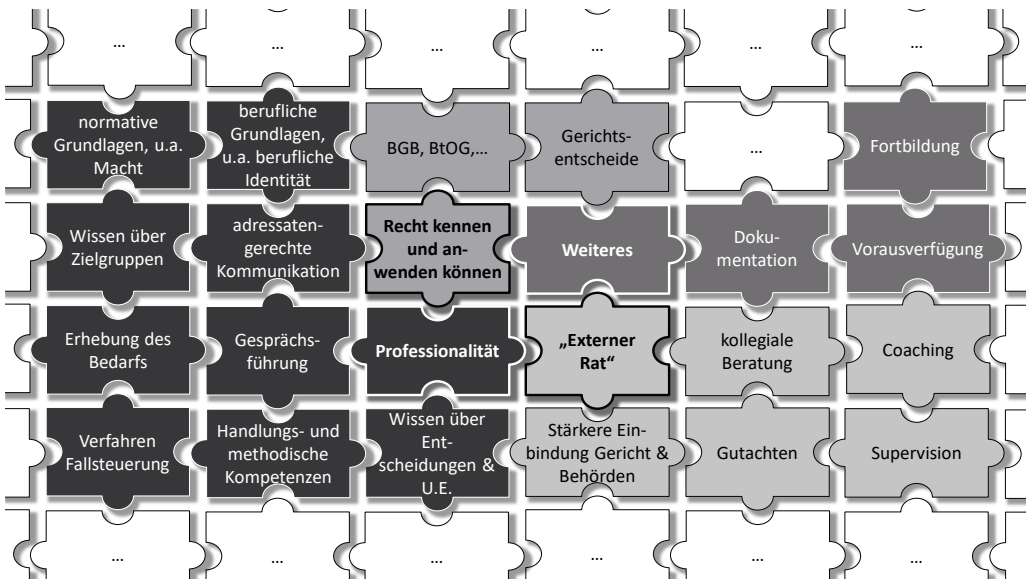 ...
...
...
...
...
...
normative
Grundlagen, u.a.
Macht
berufliche
Grundlagen,
u.a. berufliche
Identität
BGB, BtOG,...
Gerichts-
entscheide
...
Fortbildung
Wissen über
Zielgruppen
adressaten-
gerechte
Kommunikation
Recht kennen
und an-
wenden können
Weiteres
Doku-
mentation
Vorausverfügung
Erhebung des
Bedarfs
Gesprächs-
führung
Professionalität
„Externer
Rat“
kollegiale
Beratung
Coaching
Verfahren
Fallsteuerung
Handlungs- und
methodische
Kompetenzen
Wissen über
Ent-
scheidungen &
U.E.
Stärkere Ein-
bindung Gericht &
Behörden
Gutachten
Supervision
...
...
...
...
...
...